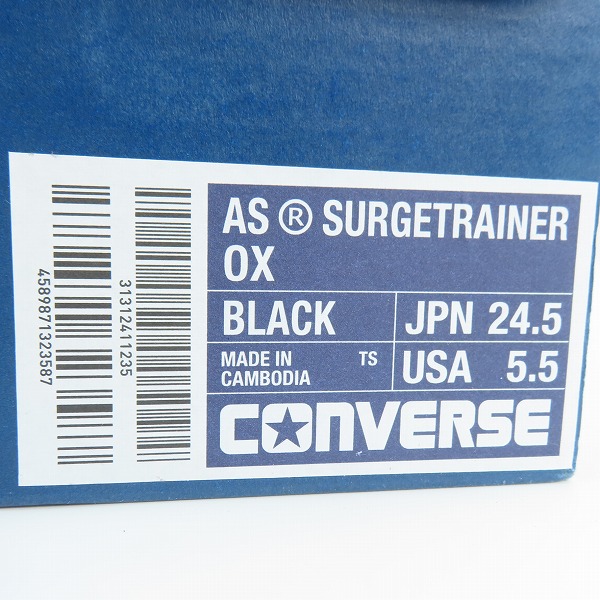 4589871323587
31312411235
AS Ⓡ SURGETRAINER
OX
BLACK
JPN 24.5
MADE IN
CAMBODIA
TS
USA 5.5
CONVERSE